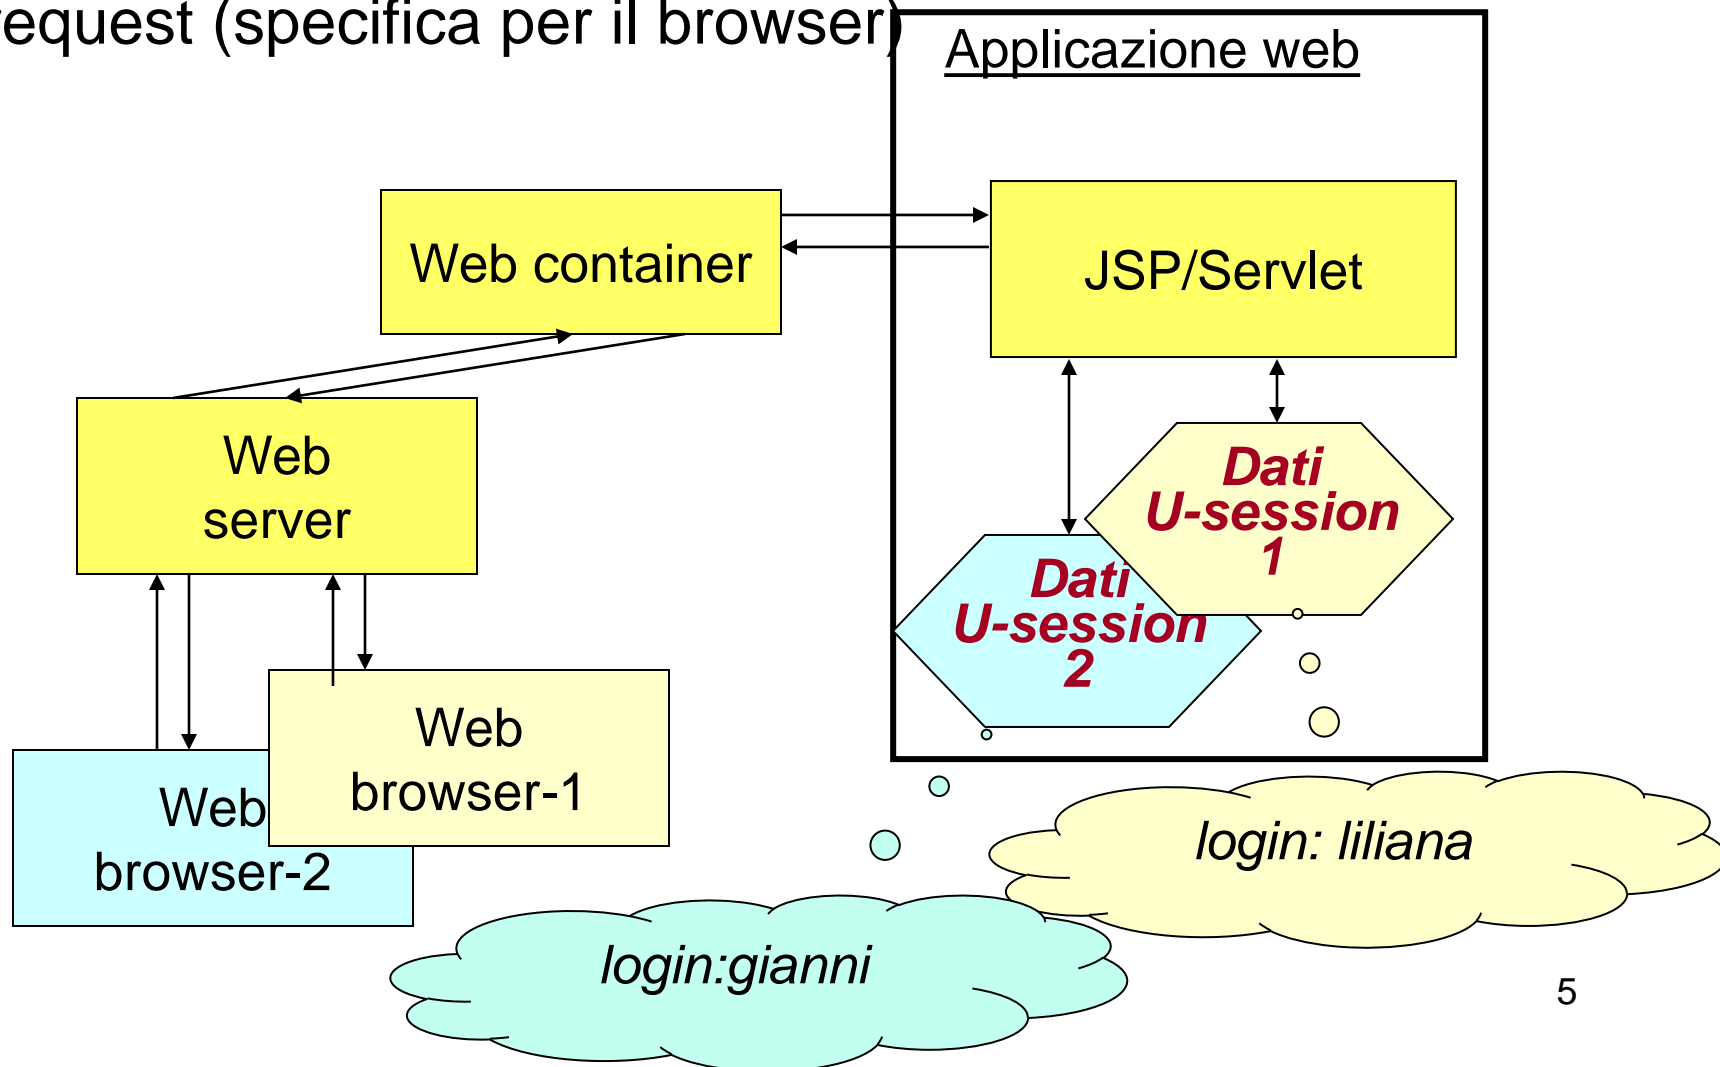 equest (specifica per il browser)
Applicazione web
Web container
JSP/Servlet
Web
server
Dati
U-session
1
Dati
U-session
2
Web
browser-1
Web
browser-2
login: liliana
login:gianni
5